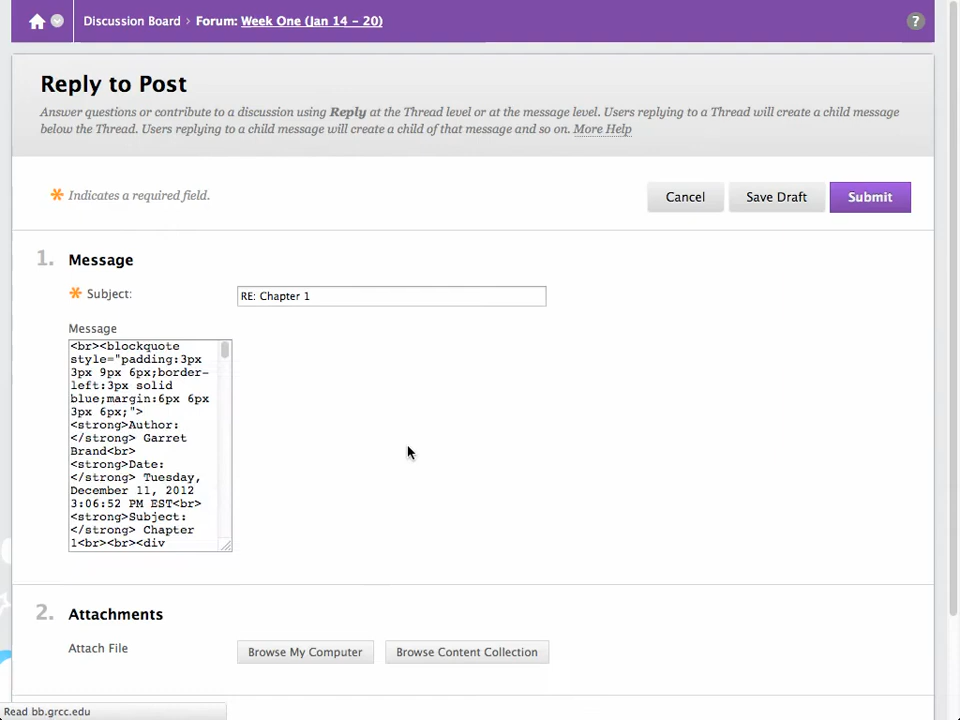 Discussion Board > Forum: Week One (Jan 14 – 20)
?
Reply to Post
Answer questions or contribute to a discussion using Reply at the Thread level or at the message level. Users replying to a Thread will create a child message
below the Thread. Users replying to a child message will create a child of that message and so on. More Help
* Indicates a required field.
Cancel
Save Draft
Submit
1. Message
* Subject:
RE: Chapter 1
Message
<br><blockquote
style="padding:3px
3px 9px 6px;border-
left:3px solid
blue;margin:6px 6px
3px 6px;">
<strong>Author:
</strong> Garret
Brand<br>
<strong>Date:
</strong> Tuesday,
December 11, 2012
3:06:52 PM EST<br>
<strong>Subject:
</strong> Chapter
1<br><br><div
2. Attachments
Attach File
Browse My Computer
Browse Content Collection
Read bb.grcc.edu